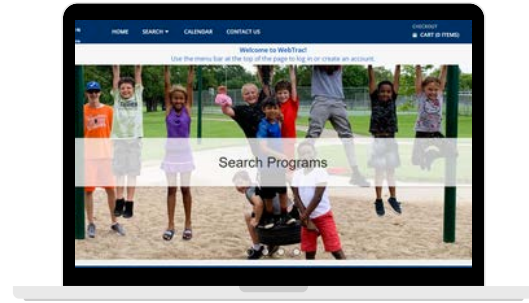 HOME SEARCH CALENDAR CONTACT US
CHECKOUT
CART (0 ITEMS)
Welcome to WebTrac!
Use the menu bar at the top of the page to log in or create an account.
Search Programs